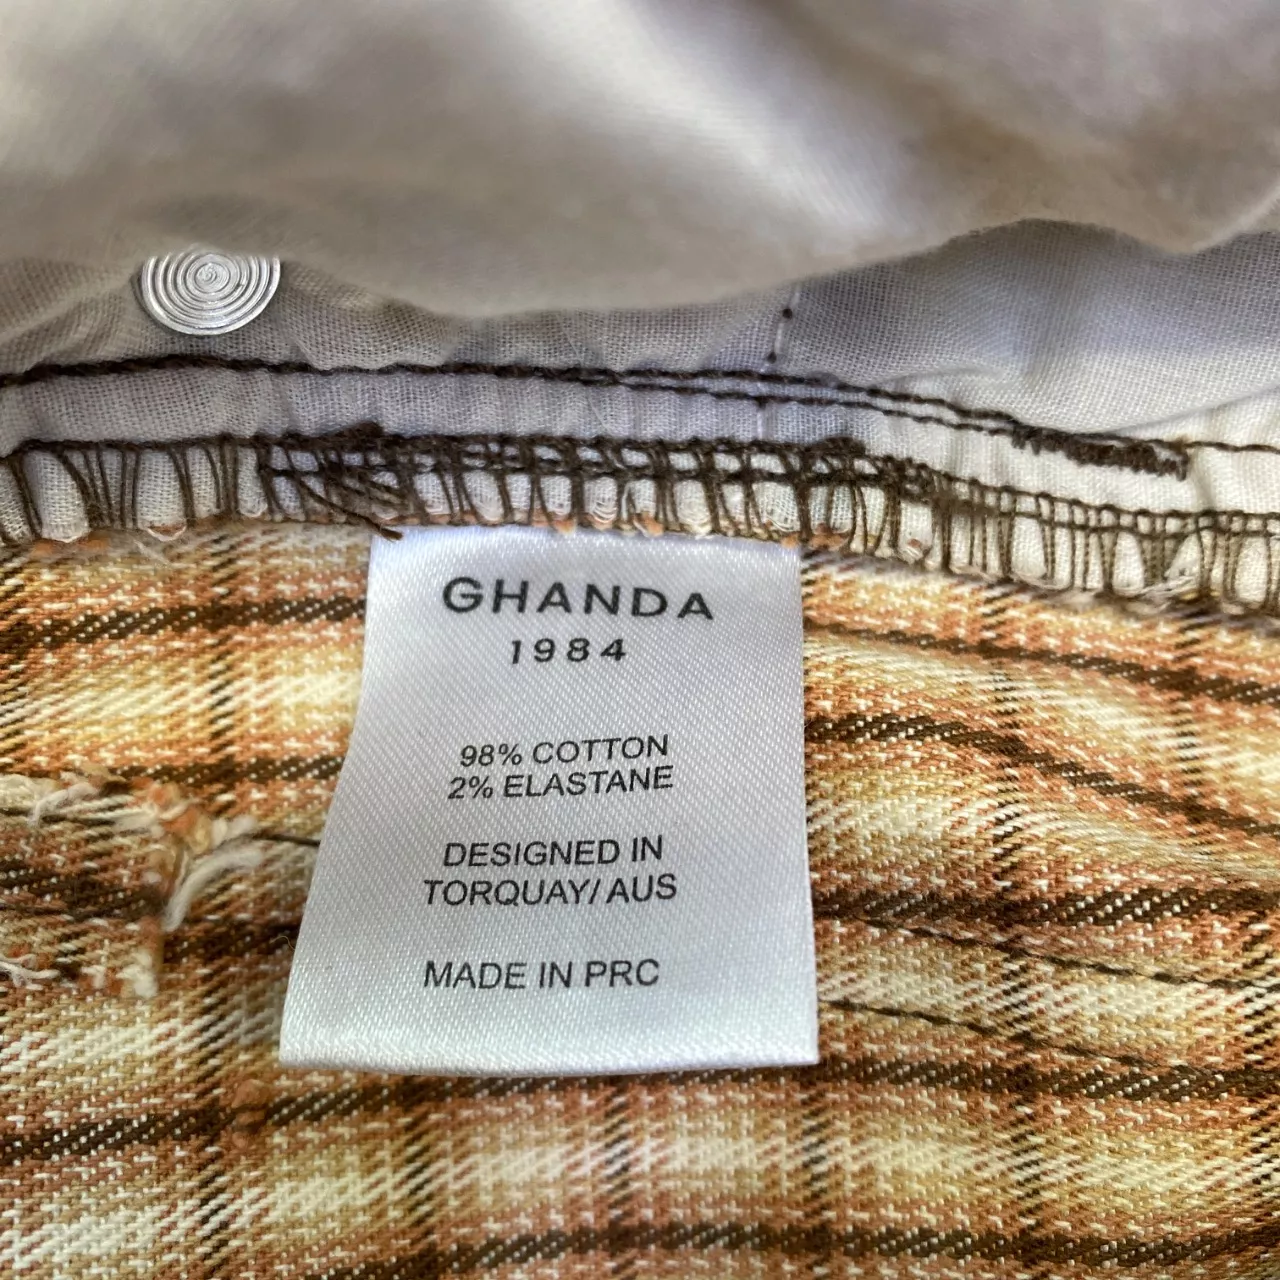 GHANDA
1984
98% COTTON
2% ELASTANE
DESIGNED IN
TORQUAY/ AUS
MADE IN PRC